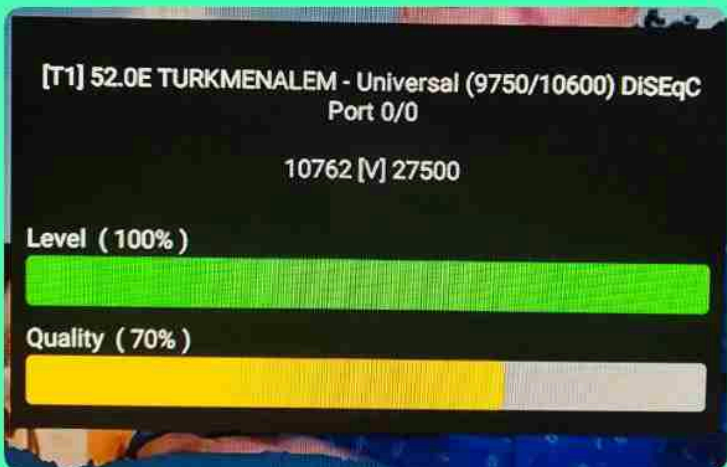 [T1] 52.0E TURKMENALEM - Universal (9750/10600) DiSEqC
Port 0/0
10762 [V] 27500
Level ( 100% )
Quality ( 70% )